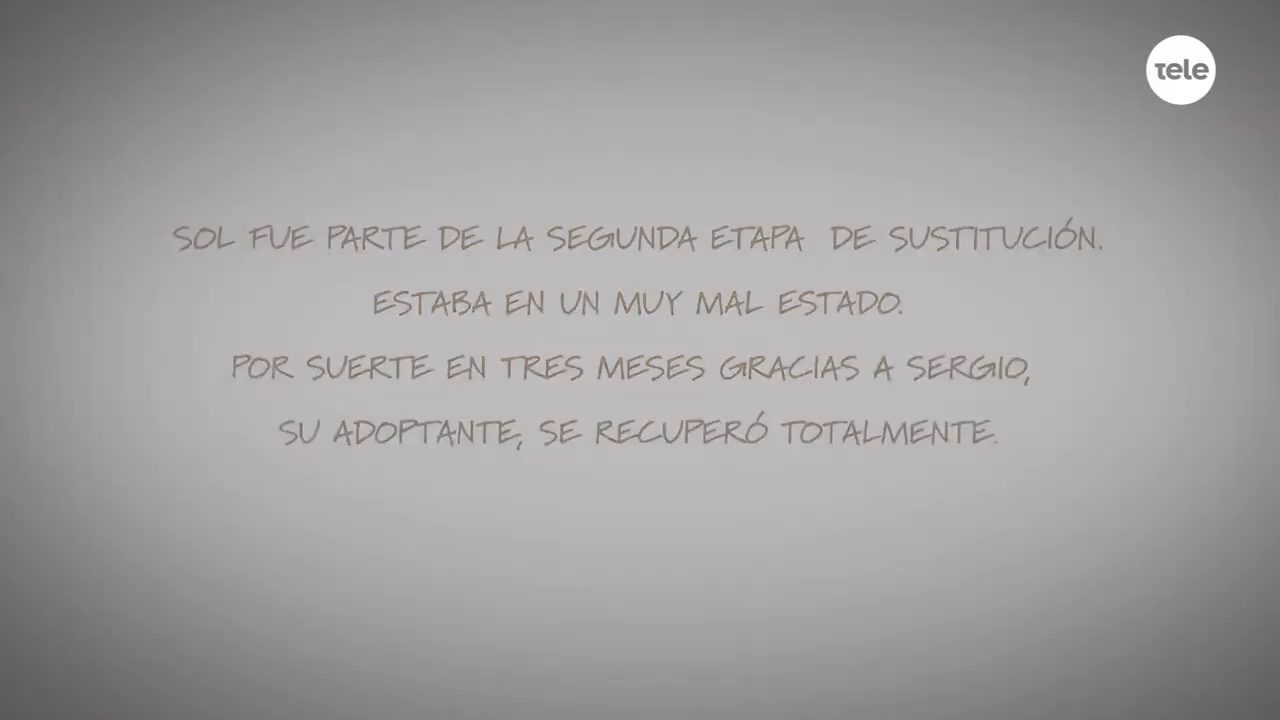 tele
SOL FUE PARTE DE LA SEGUNDA ETAPA DE SUSTITUCIÓN.
ESTABA EN UN MUY MAL ESTADO.
POR SUERTE EN TRES MESES GRACIAS A SERGIO,
SU ADOPTANTE, SE RECUPERÓ TOTALMENTE.